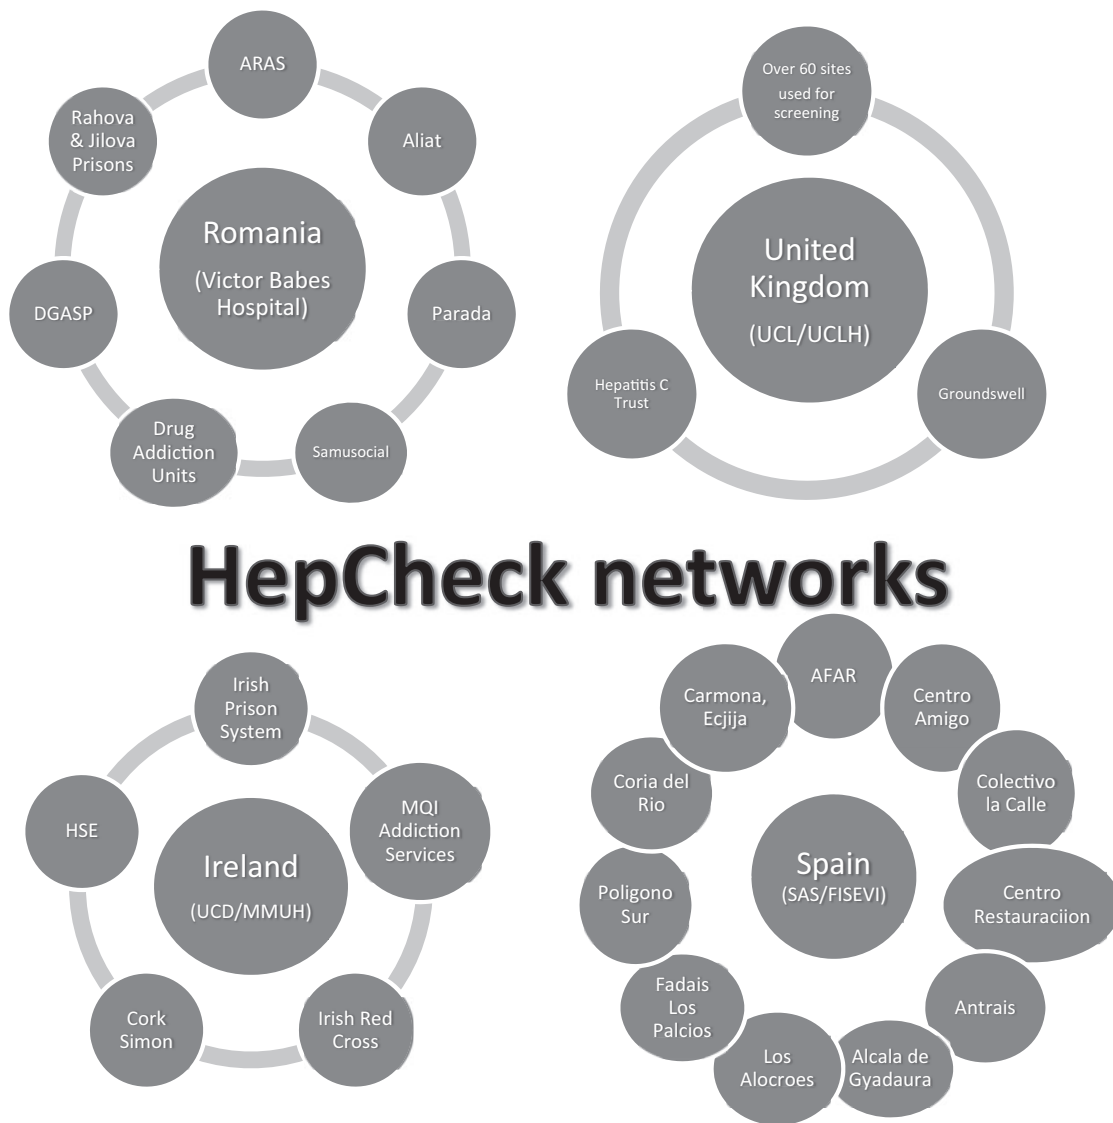 ARAS
Aliat
Parada
Samusocial
Drug
Addiction
Units
DGASP
Rahova
& Jilova
Prisons
Romania
(Victor Babes
Hospital)
Over 60 sites
used for
screening
Groundswell
Hepatitis C
Trust
United
Kingdom
(UCL/UCLH)
HepCheck networks
Irish
Prison
System
MQI
Addiction
Services
Irish Red
Cross
Cork
Simon
HSE
Ireland
(UCD/MMUH)
AFAR
Centro
Amigo
Colectivo
la Calle
Centro
Restauraciion
Antrais
Alcala de
Gyadaura
Los
Alocroes
Fadais
Los
Palcios
Poligono
Sur
Coria del
Rio
Carmona,
Ecjija
Spain
(SAS/FISEVI)